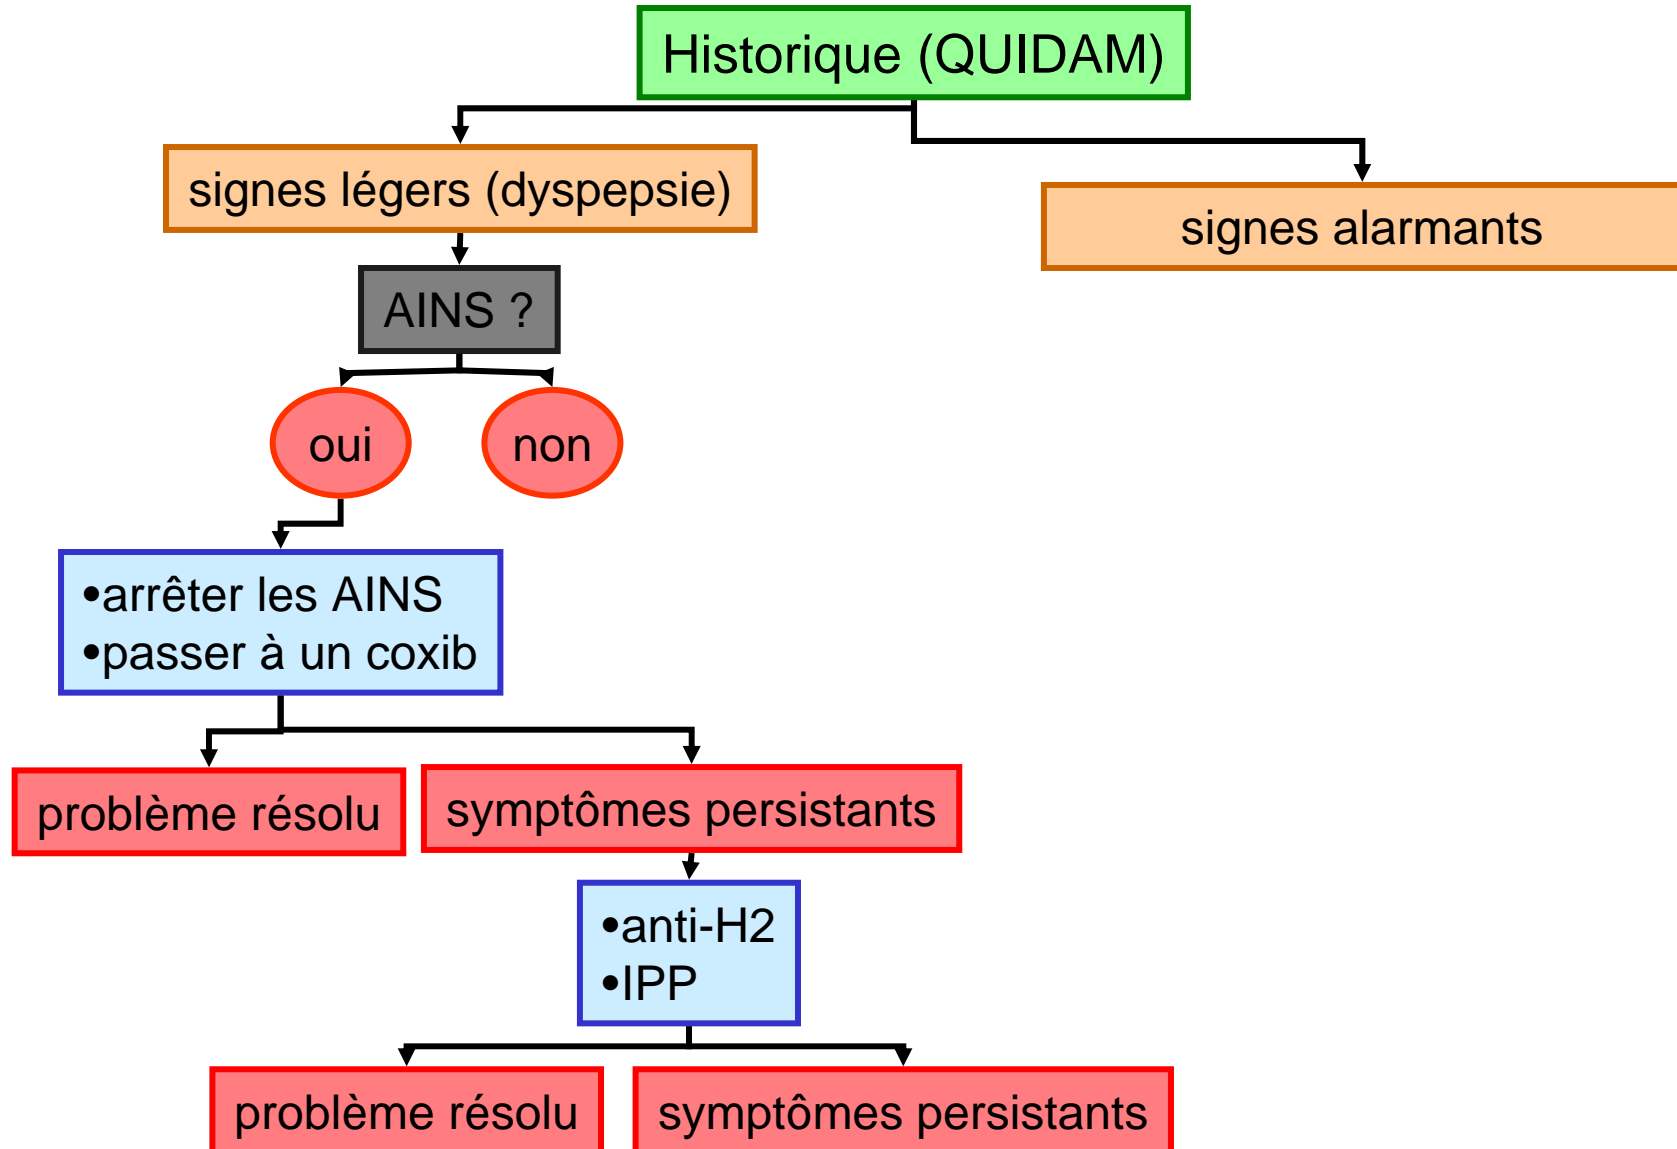 Historique (QUIDAM)
signes légers (dyspepsie)
signes alarmants
AINS ?
oui
non
•arrêter les AINS
•passer à un coxib
problème résolu
symptômes persistants
•anti-H2
•IPP
problème résolu
symptômes persistants